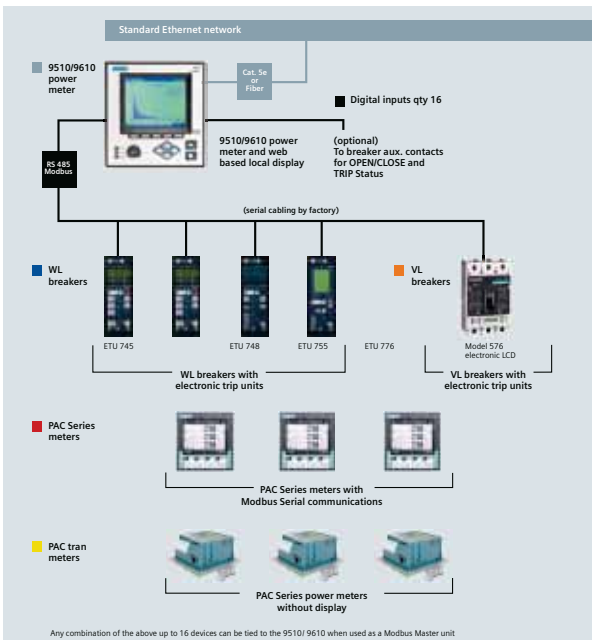 Standard Ethernet network
9510/9610
power
meter
Cat. 5e
or
Fiber
Digital inputs qty 16
9510/9610 power
meter and web
based local display
(optional)
To breaker aux. contacts
for OPEN/CLOSE and
TRIP Status
RS 485
Modbus
(serial cabling by factory)
WL
breakers
VL
breakers
ETU 745
ETU 748
ETU 755
ETU 776
Model 576
electronic LCD
WL breakers with
electronic trip units
VL breakers with
electronic trip units
PAC Series
meters
PAC Series meters with
Modbus Serial communications
PAC tran
meters
PAC Series power meters
without display
Any combination of the above up to 16 devices can be tied to the 9510/ 9610 when used as a Modbus Master unit